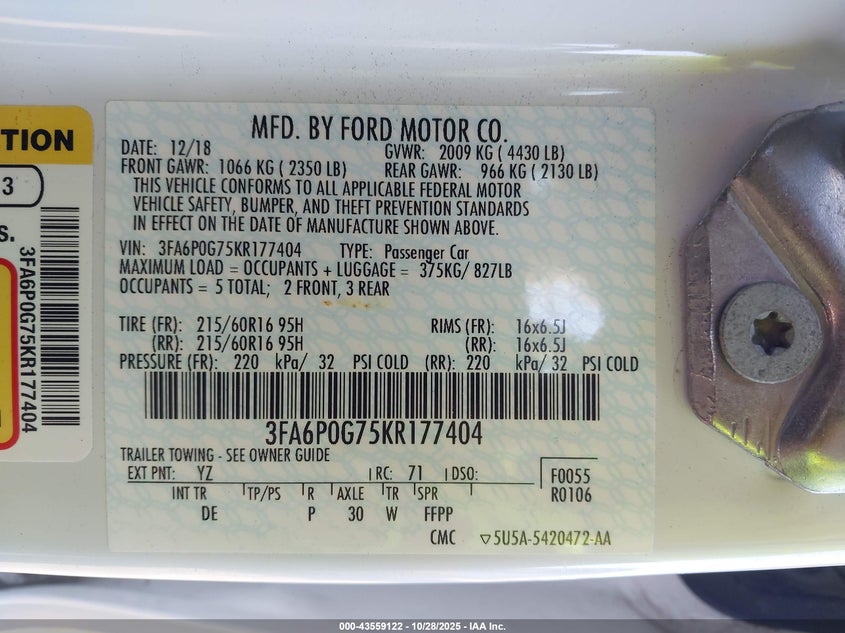 TION
3
S.
3FA6P0G75KR177404
MFD. BY FORD MOTOR CO.
DATE: 12/18 GVWR: 2009 KG ( 4430 LB)
FRONT GAWR: 1066 KG ( 2350 LB) REAR GAWR: 966 KG ( 2130 LB)
THIS VEHICLE CONFORMS TO ALL APPLICABLE FEDERAL MOTOR
VEHICLE SAFETY, BUMPER, AND THEFT PREVENTION STANDARDS
IN EFFECT ON THE DATE OF MANUFACTURE SHOWN ABOVE.
VIN: 3FA6P0G75KR177404 TYPE: Passenger Car
MAXIMUM LOAD = OCCUPANTS + LUGGAGE = 375KG/ 827LB
OCCUPANTS = 5 TOTAL; 2 FRONT, 3 REAR
TIRE (FR): 215/60R16 95H RIMS (FR): 16x6.5J
(RR): 215/60R16 95H (RR): 16x6.5J
PRESSURE (FR): 220 kPa/ 32 PSI COLD (RR): 220 kPa/ 32 PSI COLD
3FA6P0G75KR177404
TRAILER TOWING - SEE OWNER GUIDE
EXT PNT: YZ RC: 71 DSO: F0055
R0106
INT TR TP/PS R AXLE TR SPR
DE P 30 W FFPP
CMC ▽5U5A-5420472-AA
000-43559122 - 10/28/2025 - IAA Inc.